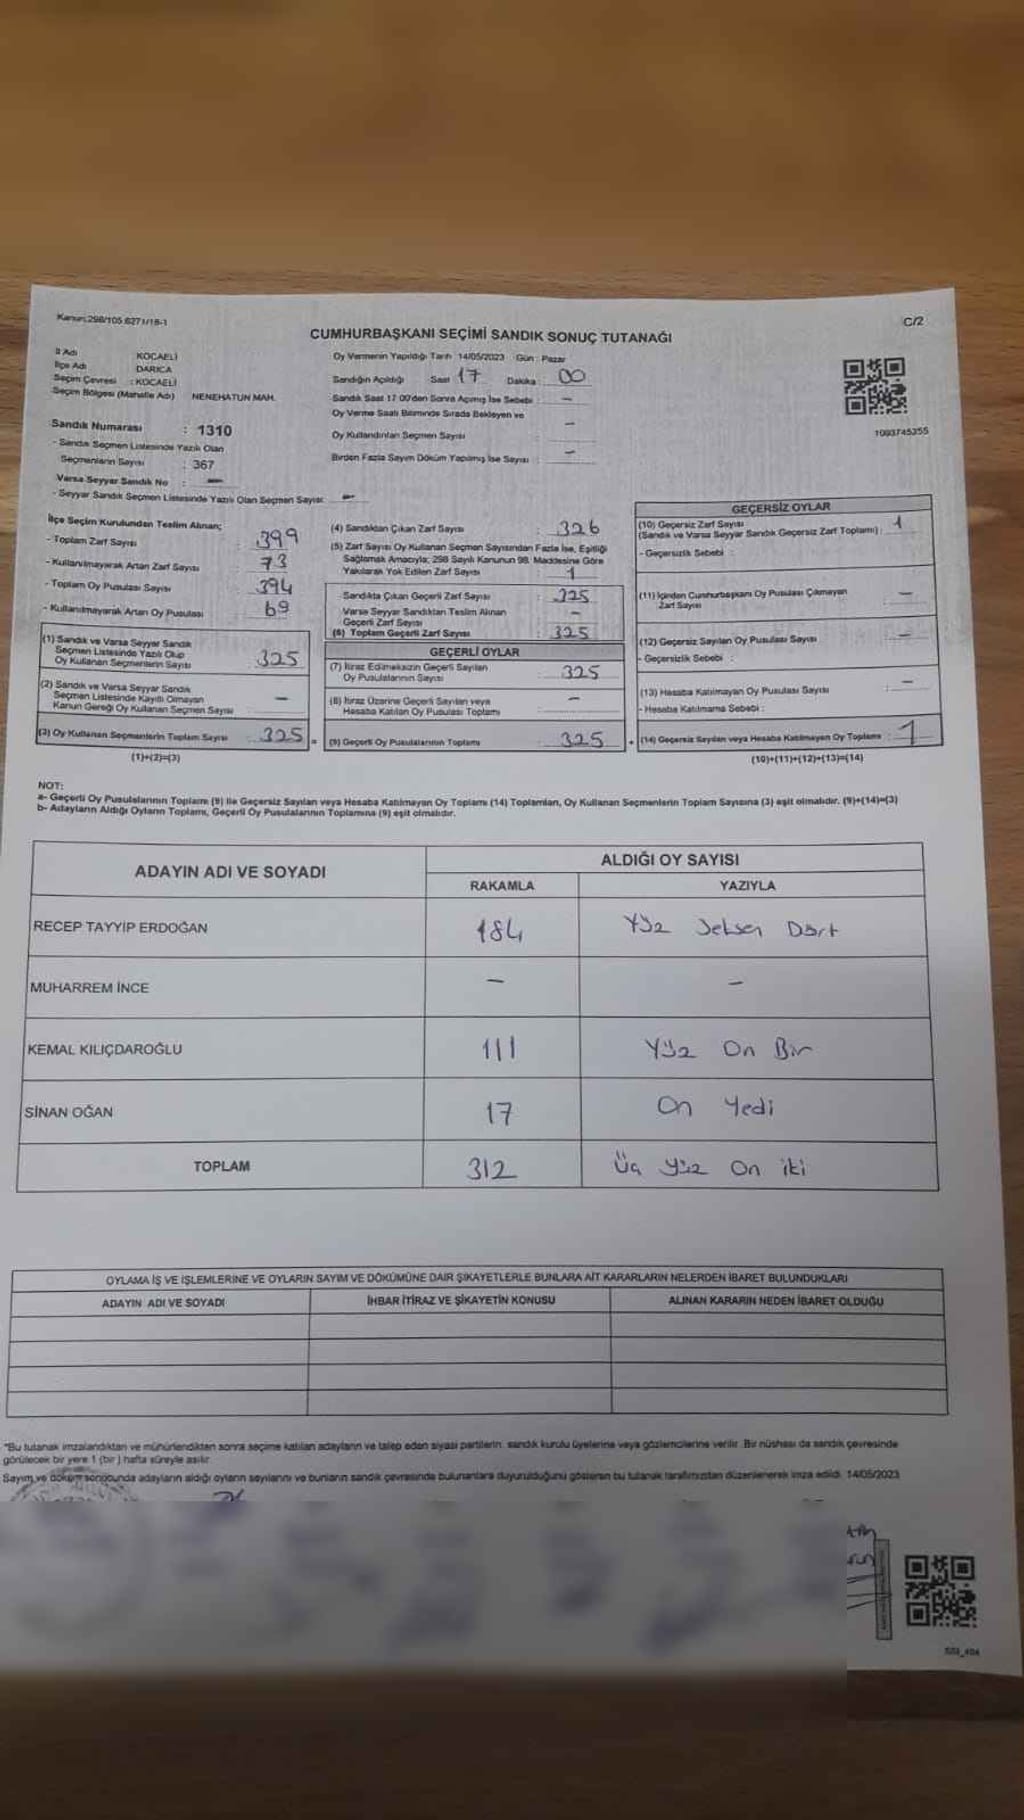 Kanun:298/105 6271/18-1
C/2
CUMHURBAŞKANI SEÇİMİ SANDIK SONUÇ TUTANAĞI
İl Adı KOCAELİ
İlçe Adı DARICA
Seçim Çevresi : KOCAELİ
Seçim Bölgesi (Mahalle Adı) NENEHATUN MAH.
Sandık Numarası : 1310
- Sandık Seçmen Listesinde Yazılı Olan
Seçmenlerin Sayısı : 367
Varsa Seyyar Sandık No : -
- Seyyar Sandık Seçmen Listesinde Yazılı Olan Seçmen Sayısı: -
Oy Vermenin Yapıldığı Tarih 14/05/2023 Gün : Pazar
Sandığın Açıldığı Saat 17 Dakika 00
Sandık Saat 17 00'den Sonra Açılmış İse Sebebi : -
Oy Verme Saati Bitiminde Sırada Bekleyen ve
Oy Kullandırılan Seçmen Sayısı -
Birden Fazla Sayım Döküm Yapılmış İse Sayısı : -
1093745355
İlçe Seçim Kurulundan Teslim Alınan;
- Toplam Zarf Sayısı : 399
- Kullanılmayarak Artan Zarf Sayısı : 73
- Toplam Oy Pusulası Sayısı : 394
- Kullanılmayarak Artan Oy Pusulası : 69
(1) Sandık ve Varsa Seyyar Sandık
Seçmen Listesinde Yazılı Olup
Oy Kullanan Seçmenlerin Sayısı : 325
(2) Sandık ve Varsa Seyyar Sandık
Seçmen Listesinde Kayıtlı Olmayan
Kanun Gereği Oy Kullanan Seçmen Sayısı -
(3) Oy Kullanan Seçmenlerin Toplam Sayısı : 325 =
(1)+(2)=(3)
(4) Sandıktan Çıkan Zarf Sayısı : 326
(5) Zarf Sayısı Oy Kullanan Seçmen Sayısından Fazla İse, Eşitliği
Sağlamak Amacıyla; 298 Sayılı Kanunun 98. Maddesine Göre
Yakılarak Yok Edilen Zarf Sayısı : 1
Sandıkta Çıkan Geçerli Zarf Sayısı : 325
Varsa Seyyar Sandıktan Teslim Alınan
Geçerli Zarf Sayısı : -
(6) Toplam Geçerli Zarf Sayısı : 325
GEÇERLİ OYLAR
(7) İtiraz Edilmeksizin Geçerli Sayılan
Oy Pusulalarının Sayısı : 325
(8) İtiraz Üzerine Geçerli Sayılan veya
Hesaba Katılan Oy Pusulası Toplamı : -
(9) Geçerli Oy Pusulalarının Toplamı : 325 +
GEÇERSİZ OYLAR
(10) Geçersiz Zarf Sayısı
(Sandık ve Varsa Seyyar Sandık Geçersiz Zarf Toplamı) : 1
- Geçersizlik Sebebi :
(11) İçinden Cumhurbaşkanı Oy Pusulası Çıkmayan
Zarf Sayısı : -
(12) Geçersiz Sayılan Oy Pusulası Sayısı : -
- Geçersizlik Sebebi :
(13) Hesaba Katılmayan Oy Pusulası Sayısı : -
- Hesaba Katılmama Sebebi :
(14) Geçersiz Sayılan veya Hesaba Katılmayan Oy Toplamı : 1
(10)+(11)+(12)+(13)=(14)
NOT:
a- Geçerli Oy Pusulalarının Toplamı (9) ile Geçersiz Sayılan veya Hesaba Katılmayan Oy Toplamı (14) Toplamları, Oy Kullanan Seçmenlerin Toplam Sayısına (3) eşit olmalıdır. (9)+(14)=(3)
b- Adayların Aldığı Oyların Toplamı, Geçerli Oy Pusulalarının Toplamına (9) eşit olmalıdır.
ADAYIN ADI VE SOYADI
ALDIĞI OY SAYISI
RAKAMLA YAZIYLA
RECEP TAYYİP ERDOĞAN 184 Yüz Seksen Dört
MUHARREM İNCE - -
KEMAL KILIÇDAROĞLU 111 Yüz On Bir
SİNAN OĞAN 17 On Yedi
TOPLAM 312 Üç yüz On iki
OYLAMA İŞ VE İŞLEMLERİNE VE OYLARIN SAYIM VE DÖKÜMÜNE DAİR ŞİKAYETLERLE BUNLARA AİT KARARLARIN NELERDEN İBARET BULUNDUKLARI
ADAYIN ADI VE SOYADI İHBAR İTİRAZ VE ŞİKAYETİN KONUSU ALINAN KARARIN NEDEN İBARET OLDUĞU
*Bu tutanak imzalandıktan ve mühürlendikten sonra seçime katılan adayların ve talep eden siyasi partilerin sandık kurulu üyelerine veya gözlemcilerine verilir. Bir nüshası da sandık çevresinde
görülecek bir yere 1 (bir ) hafta süreyle asılır
Sayım ve döküm sonucunda adayların aldığı oyların sayılarını ve bunların sandık çevresinde bulunanlara duyurulduğunu gösteren bu tutanak tarafımızdan düzenlenerek imza edildi. 14/05/2023